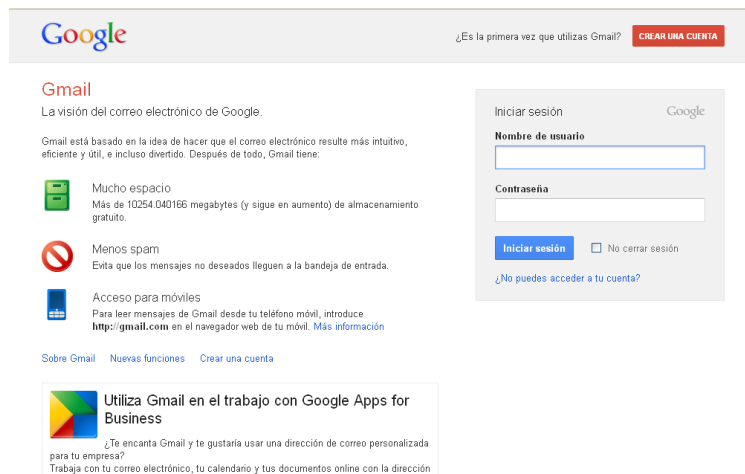 Google
¿Es la primera vez que utilizas Gmail? CREAR UNA CUENTA
Gmail
La visión del correo electrónico de Google.
Gmail está basado en la idea de hacer que el correo electrónico resulte más intuitivo,
eficiente y útil, e incluso divertido. Después de todo, Gmail tiene:
Mucho espacio
Más de 10254.040166 megabytes (y sigue en aumento) de almacenamiento
gratuito.
Menos spam
Evita que los mensajes no deseados lleguen a la bandeja de entrada.
Acceso para móviles
Para leer mensajes de Gmail desde tu teléfono móvil, introduce
http://gmail.com en el navegador web de tu móvil. Más información
Sobre Gmail Nuevas funciones Crear una cuenta
Utiliza Gmail en el trabajo con Google Apps for
Business
¿Te encanta Gmail y te gustaría usar una dirección de correo personalizada
para tu empresa?
Trabaja con tu correo electrónico, tu calendario y tus documentos online con la dirección
Iniciar sesión Google
Nombre de usuario
Contraseña
Iniciar sesión No cerrar sesión
¿No puedes acceder a tu cuenta?